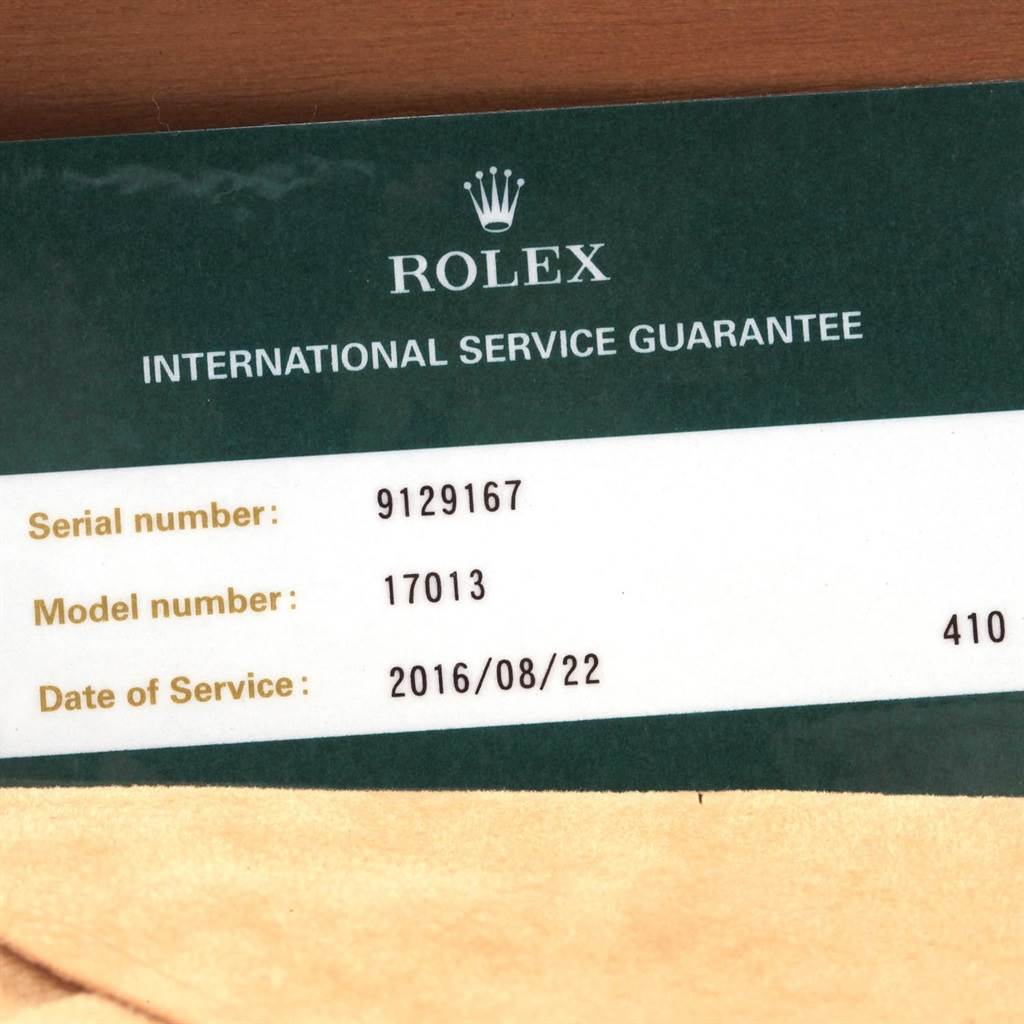 ROLEX
INTERNATIONAL SERVICE GUARANTEE
Serial number: 9129167
Model number: 17013
410
Date of Service: 2016/08/22